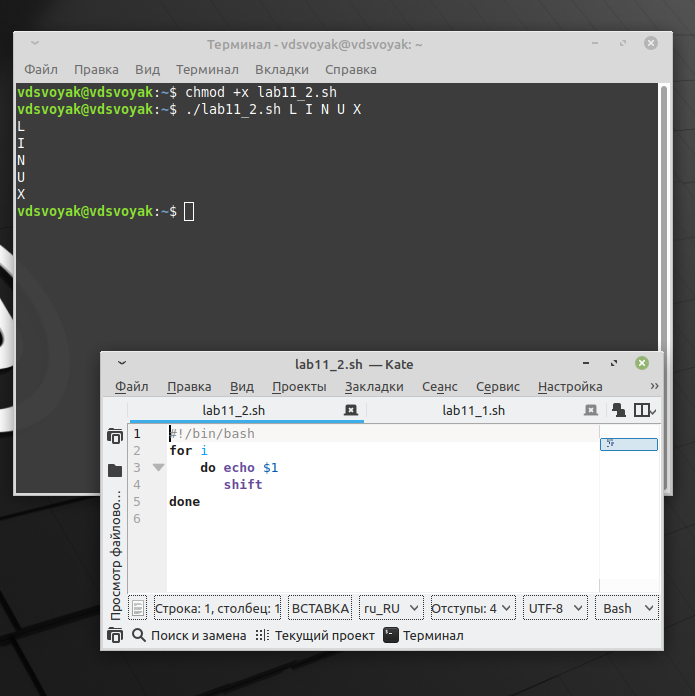 Терминал - vdsvoyak@vdsvoyak: ~
Файл Правка Вид Терминал Вкладки Справка
vdsvoyak@vdsvoyak:~$ chmod +x lab11_2.sh
vdsvoyak@vdsvoyak:~$ ./lab11_2.sh L I N U X
L
I
N
U
X
vdsvoyak@vdsvoyak:~$
lab11_2.sh — Kate
Файл Правка Вид Проекты Закладки Сеанс Сервис Настройка »
lab11_2.sh lab11_1.sh
Просмотр файлово...
1 #!/bin/bash
2 for i
3 do echo $1
4 shift
5 done
6
Строка: 1, столбец: 1 ВСТАВКА ru_RU Отступы: 4 UTF-8 Bash
Поиск и замена Текущий проект Терминал